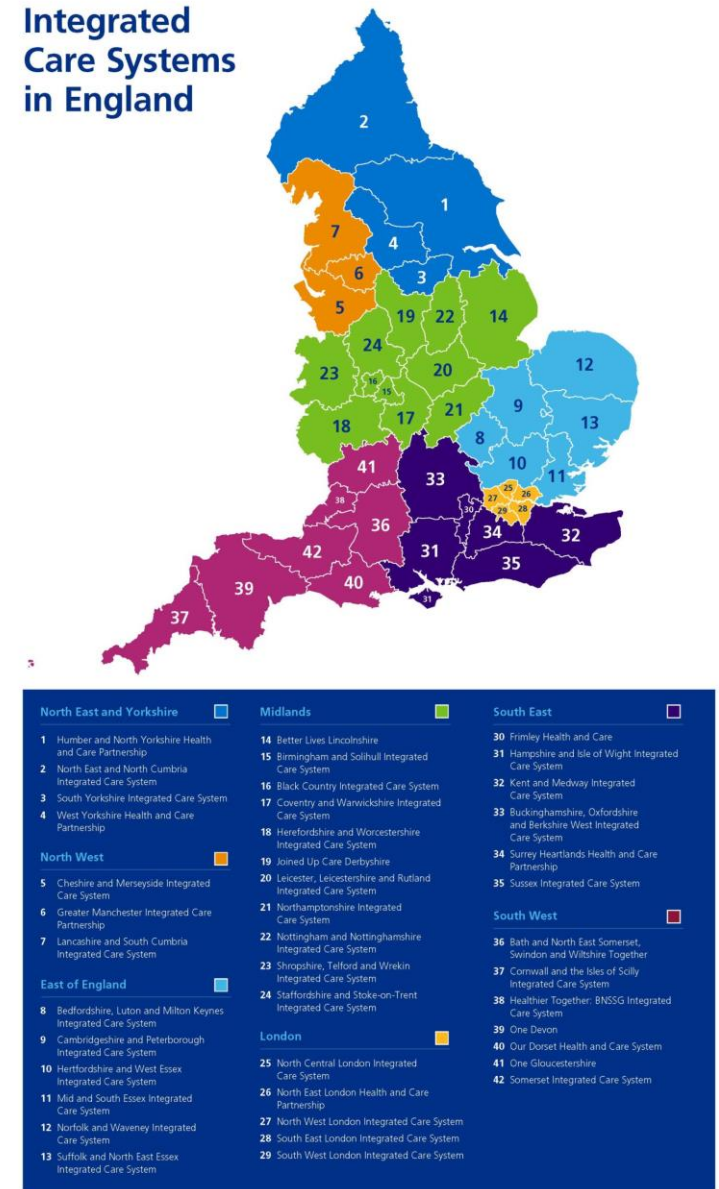 Integrated
Care Systems
in England
2
1
7
4
6
3
5
19
22
14
24
23
16
15
20
12
9
13
18
17
21
8
10
11
41
33
25
27
26
29
28
38
36
30
34
32
42
31
35
39
40
31
37
North East and Yorkshire
1 Humber and North Yorkshire Health
and Care Partnership
2 North East and North Cumbria
Integrated Care System
3 South Yorkshire Integrated Care System
4 West Yorkshire Health and Care
Partnership
North West
5 Cheshire and Merseyside Integrated
Care System
6 Greater Manchester Integrated Care
Partnership
7 Lancashire and South Cumbria
Integrated Care System
East of England
8 Bedfordshire, Luton and Milton Keynes
Integrated Care System
9 Cambridgeshire and Peterborough
Integrated Care System
10 Hertfordshire and West Essex
Integrated Care System
11 Mid and South Essex Integrated
Care System
12 Norfolk and Waveney Integrated
Care System
13 Suffolk and North East Essex
Integrated Care System
Midlands
14 Better Lives Lincolnshire
15 Birmingham and Solihull Integrated
Care System
16 Black Country Integrated Care System
17 Coventry and Warwickshire Integrated
Care System
18 Herefordshire and Worcestershire
Integrated Care System
19 Joined Up Care Derbyshire
20 Leicester, Leicestershire and Rutland
Integrated Care System
21 Northamptonshire Integrated
Care System
22 Nottingham and Nottinghamshire
Integrated Care System
23 Shropshire, Telford and Wrekin
Integrated Care System
24 Staffordshire and Stoke-on-Trent
Integrated Care System
London
25 North Central London Integrated
Care System
26 North East London Health and Care
Partnership
27 North West London Integrated Care System
28 South East London Integrated Care System
29 South West London Integrated Care System
South East
30 Frimley Health and Care
31 Hampshire and Isle of Wight Integrated
Care System
32 Kent and Medway Integrated
Care System
33 Buckinghamshire, Oxfordshire
and Berkshire West Integrated
Care System
34 Surrey Heartlands Health and Care
Partnership
35 Sussex Integrated Care System
South West
36 Bath and North East Somerset,
Swindon and Wiltshire Together
37 Cornwall and the Isles of Scilly
Integrated Care System
38 Healthier Together: BNSSG Integrated
Care System
39 One Devon
40 Our Dorset Health and Care System
41 One Gloucestershire
42 Somerset Integrated Care System